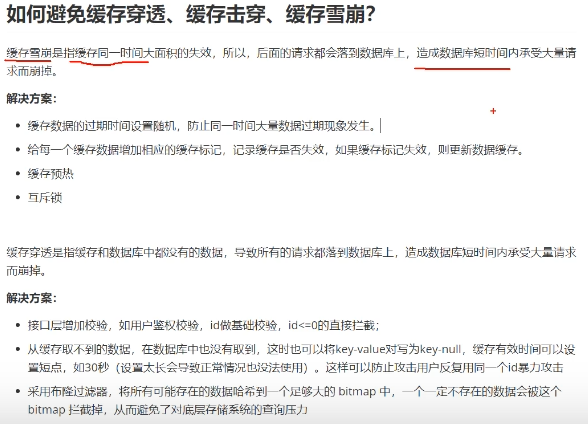 如何避免缓存穿透、缓存击穿、缓存雪崩？
缓存雪崩是指缓存同一时间大面积的失效，所以，后面的请求都会落到数据库上，造成数据库短时间内承受大量请
求而崩掉。
解决方案：
缓存数据的过期时间设置随机，防止同一时间大量数据过期现象发生。
给每一个缓存数据增加相应的缓存标记，记录缓存是否失效，如果缓存标记失效，则更新数据缓存。
缓存预热
互斥锁
缓存穿透是指缓存和数据库中都没有的数据，导致所有的请求都落到数据库上，造成数据库短时间内承受大量请求
而崩掉。
解决方案：
接口层增加校验，如用户鉴权校验，id做基础校验，id<=0的直接拦截；
从缓存取不到的数据，在数据库中也没有取到，这时也可以将key-value对写为key-null，缓存有效时间可以设
置短点，如30秒（设置太长会导致正常情况也没法使用）。这样可以防止攻击用户反复用同一个id暴力攻击
采用布隆过滤器，将所有可能存在的数据哈希到一个足够大的 bitmap 中，一个一定不存在的数据会被这个
bitmap 拦截掉，从而避免了对底层存储系统的查询压力